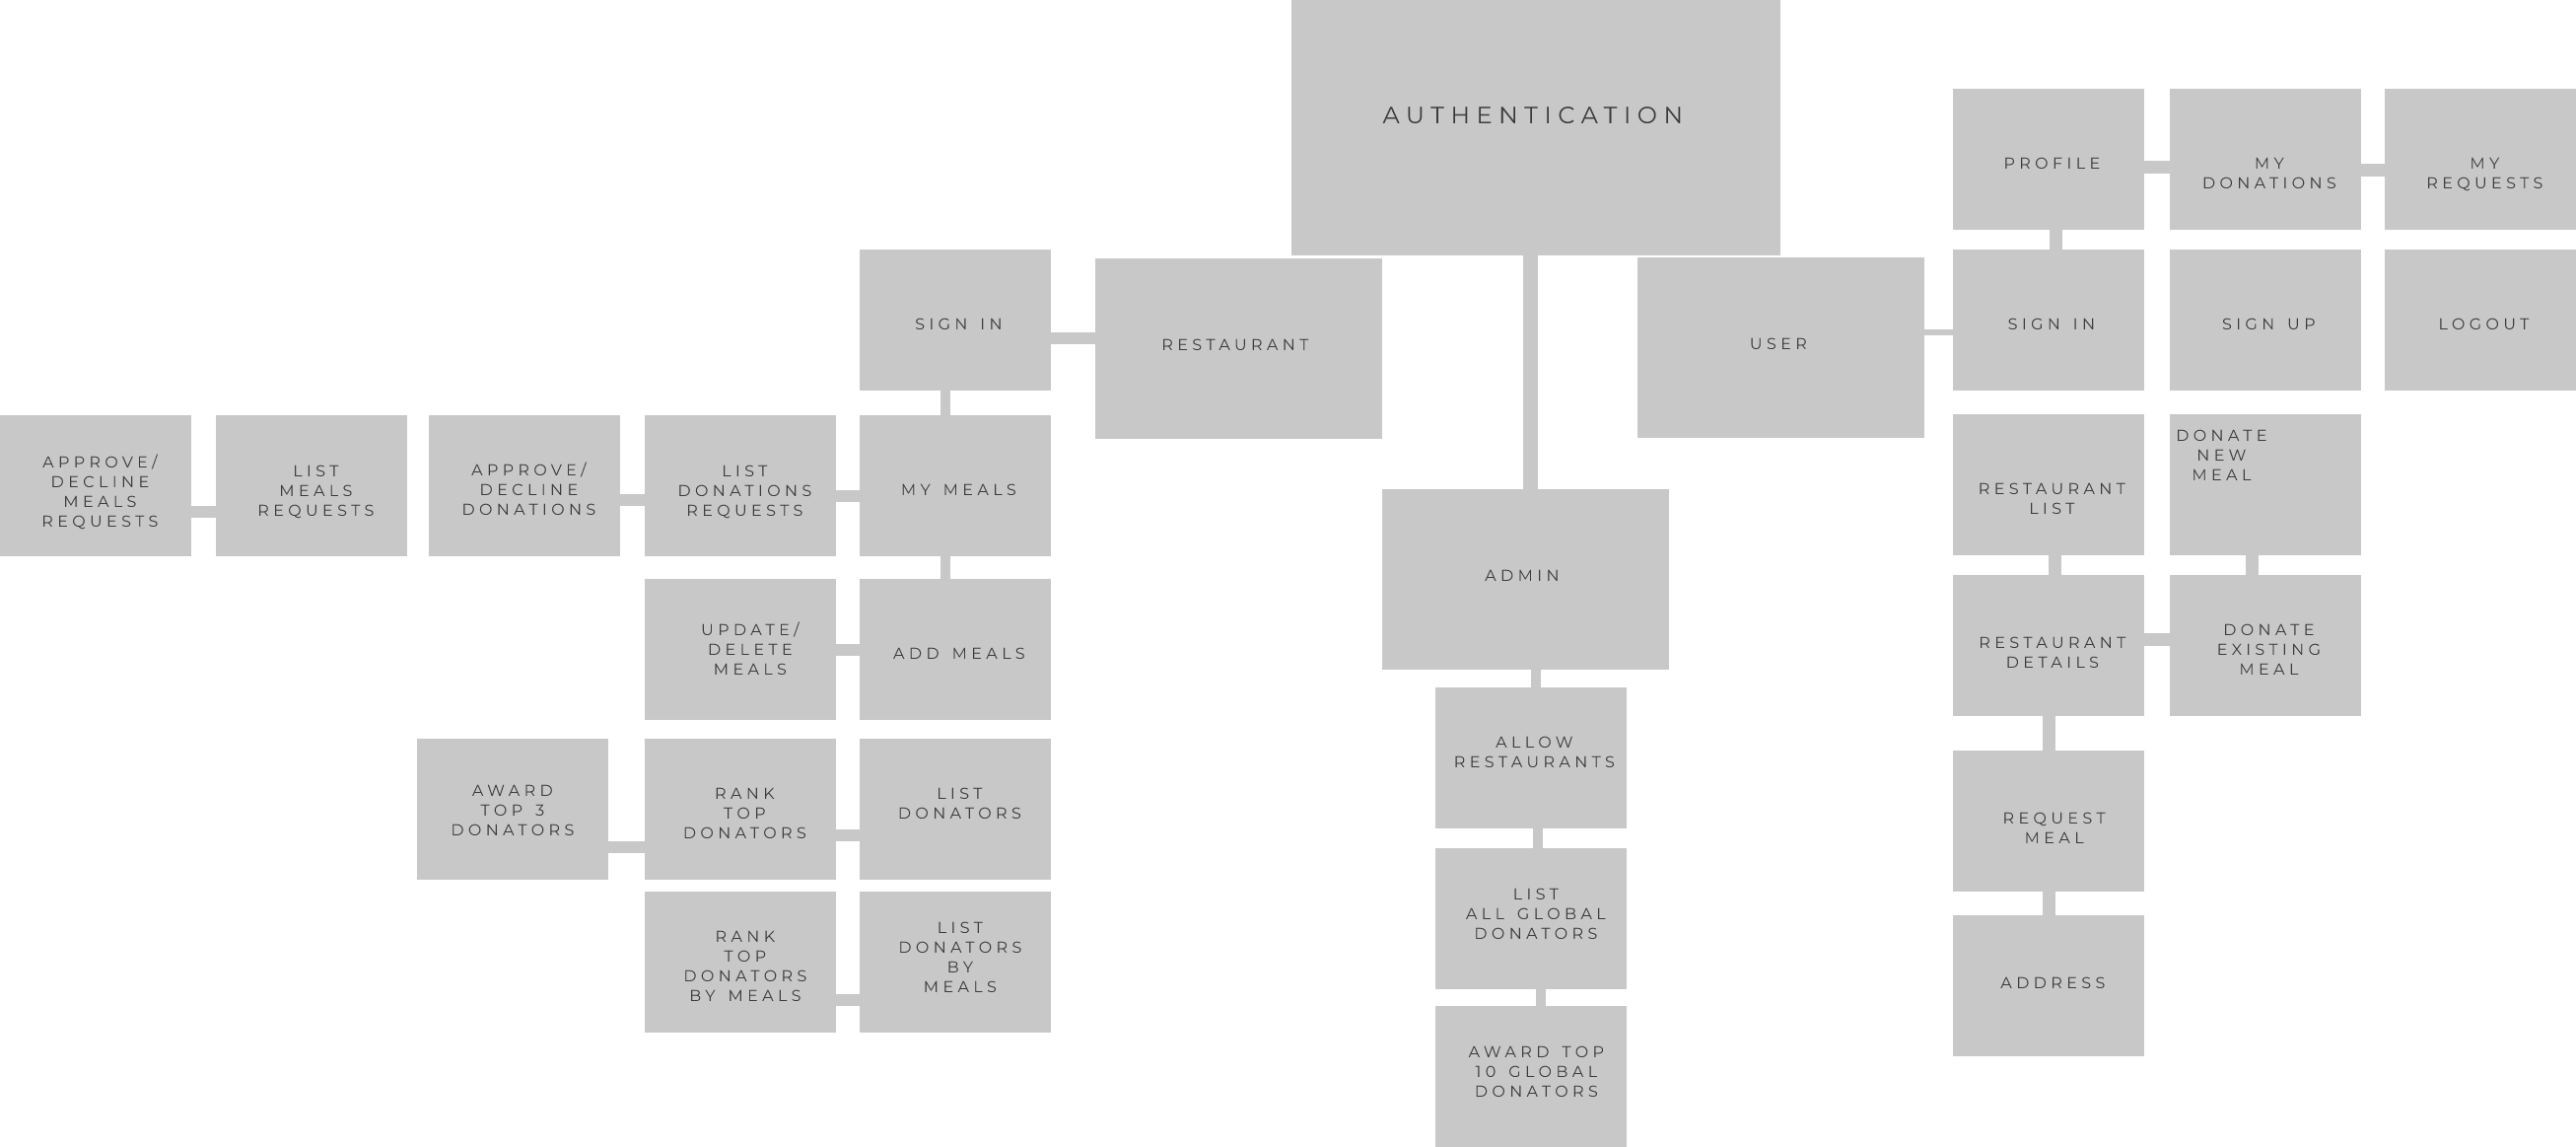 AUTHENTICATION
PROFILE
MY
DONATIONS
MY
REQUESTS
SIGN IN
RESTAURANT
USER
SIGN IN
SIGN UP
LOGOUT
APPROVE/
DECLINE
MEALS
REQUESTS
LIST
MEALS
REQUESTS
APPROVE/
DECLINE
DONATIONS
LIST
DONATIONS
REQUESTS
MY MEALS
RESTAURANT
LIST
DONATE
NEW
MEAL
ADMIN
UPDATE/
DELETE
MEALS
ADD MEALS
RESTAURANT
DETAILS
DONATE
EXISTING
MEAL
ALLOW
RESTAURANTS
AWARD
TOP 3
DONATORS
RANK
TOP
DONATORS
LIST
DONATORS
REQUEST
MEAL
LIST
ALL GLOBAL
DONATORS
RANK
TOP
DONATORS
BY MEALS
LIST
DONATORS
BY
MEALS
ADDRESS
AWARD TOP
10 GLOBAL
DONATORS